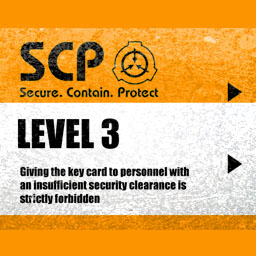 SCP
Secure. Contain. Protect
LEVEL 3
Giving the key card to personnel with
an insufficient security clearance is
strictly forbidden